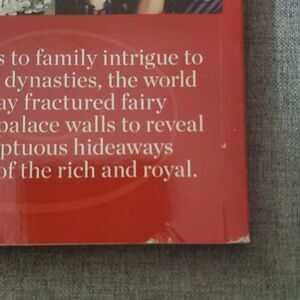 s to family intrigue to
dynasties, the world
ay fractured fairy
palace walls to reveal
ptuous hideaways
of the rich and royal.